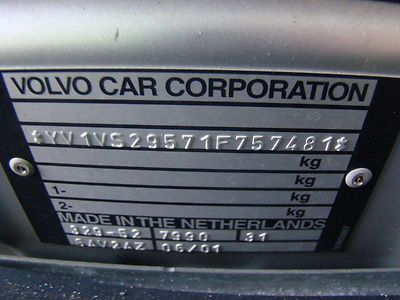 VOLVO CAR CORPORATION
*YV1VS29571F757481*
kg
kg
1- kg
2- kg
MADE IN THE NETHERLANDS
329-52 7990 31
6AV2AZ 06/01